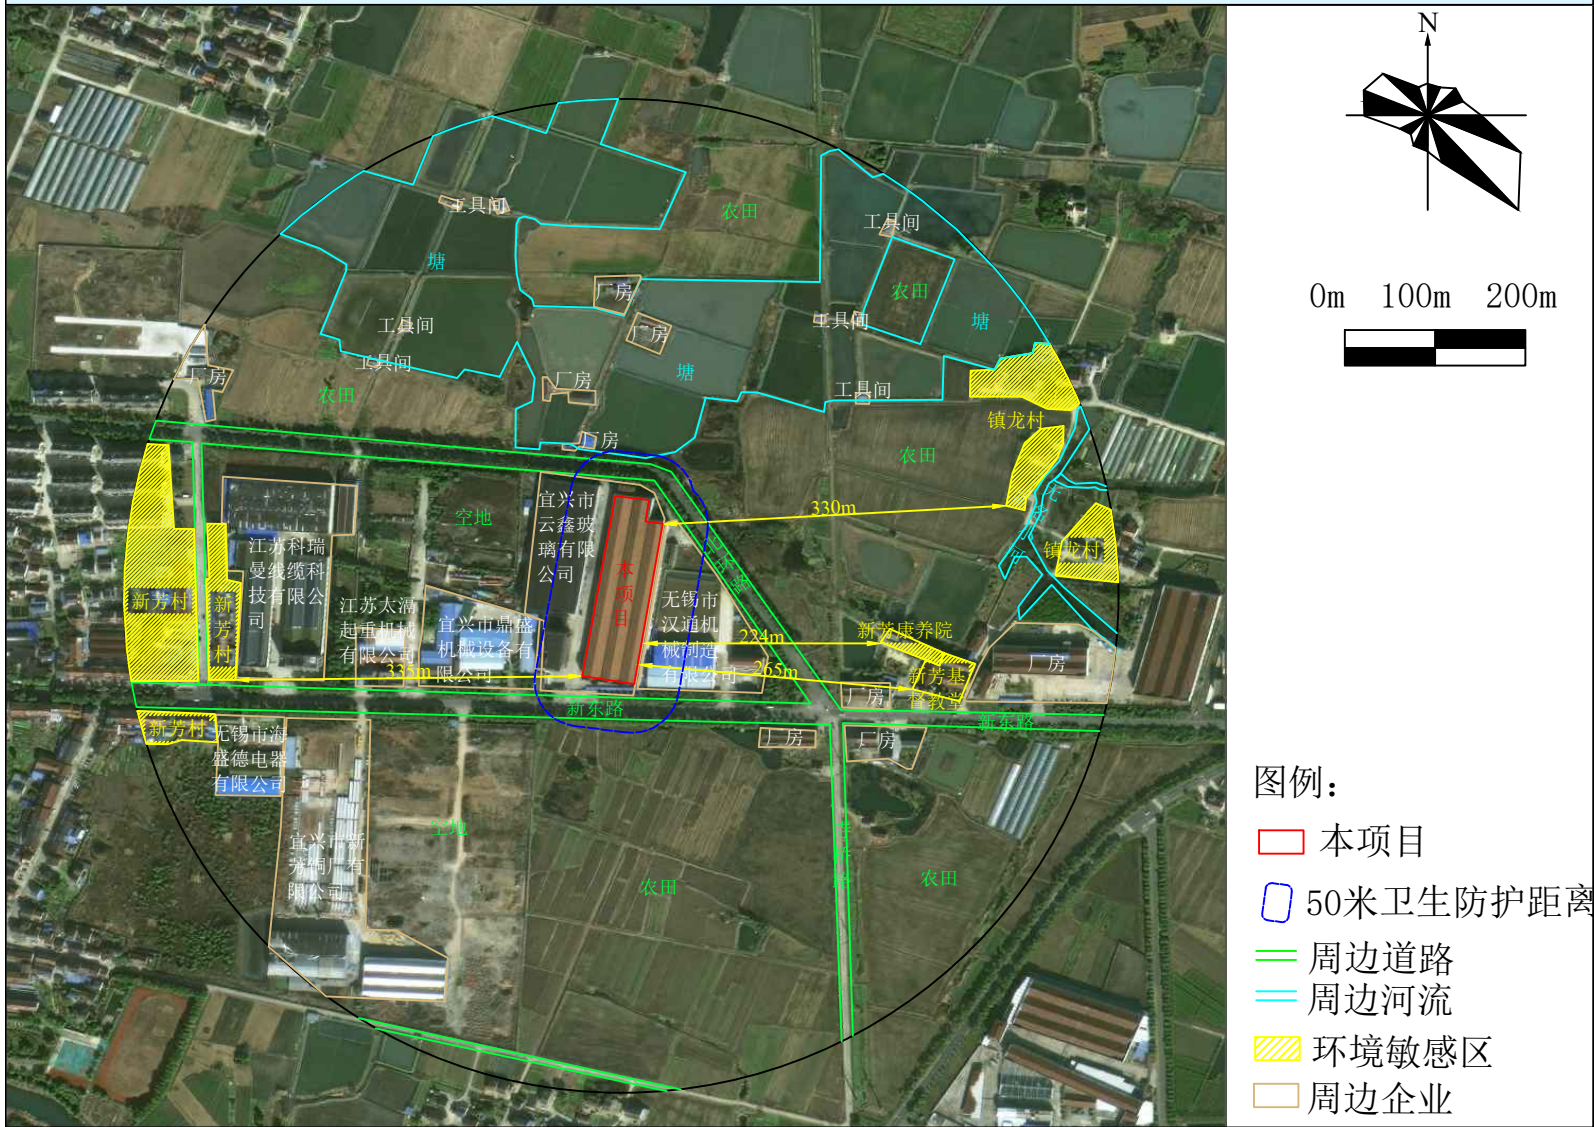 N
0m 100m 200m
工具间
农田
工具间
塘
农田
厂房
工具间
工具间
塘
厂房
工具间
塘
厂房
厂房
工具间
农田
镇龙村
厂房
农田
330m
宜兴市
云鑫玻
璃有限
公司
空地
江苏科瑞
曼线缆科
技有限公
司
镇龙村
本项目
新芳村
新芳村
江苏太滆
起重机械
有限公司
宜兴市鼎盛
机械设备有
限公司
无锡市
汉通机
械制造
有限公司
224m
新芳康养院
厂房
265m
335m
新芳基
督教堂
厂房
新东路
新东路
新芳村
无锡市海
盛德电器
有限公司
厂房
厂房
空地
宜兴市新
芳铜厂有
限公司
农田
农田
图例：
本项目
50米卫生防护距离
周边道路
周边河流
环境敏感区
周边企业